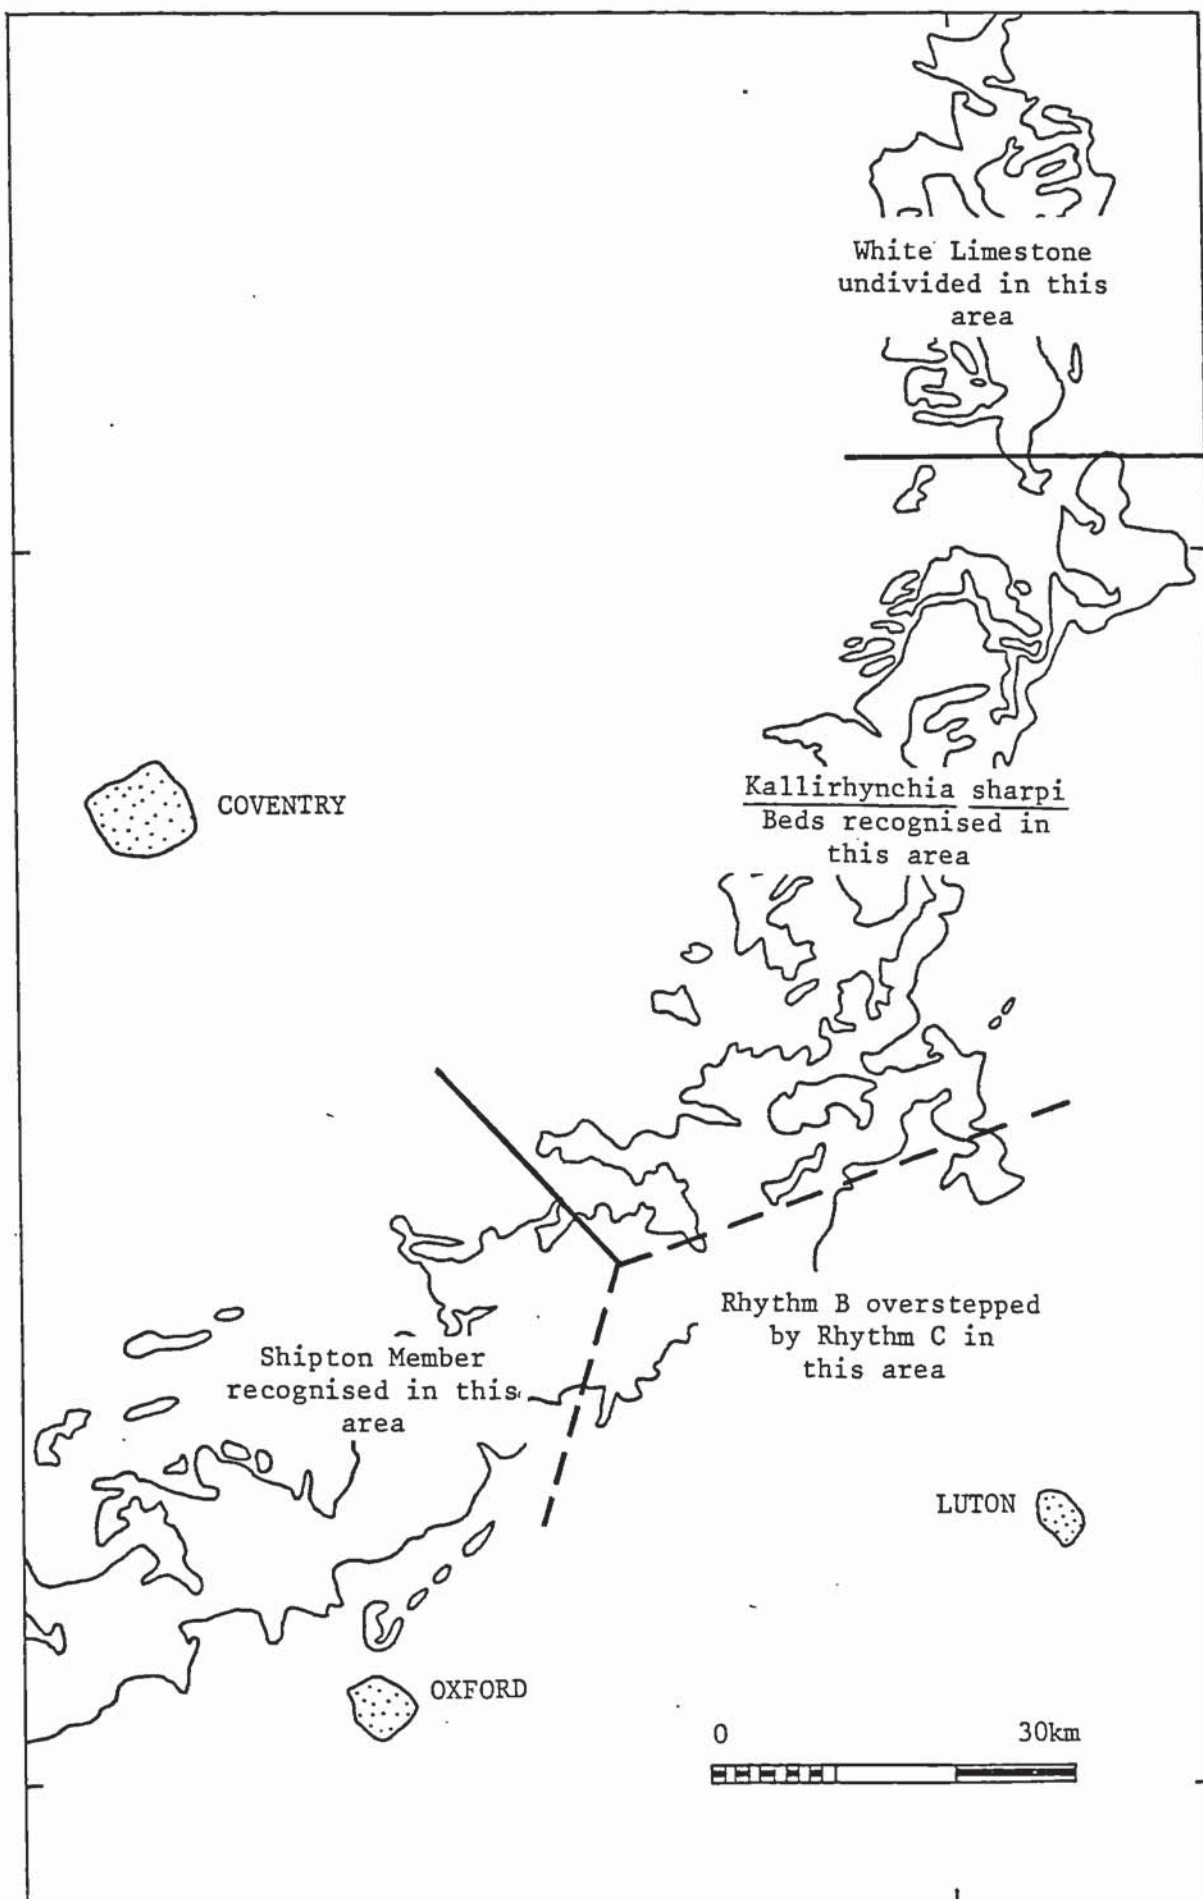 White Limestone
undivided in this
area
COVENTRY
Kallirhynchia sharpi
Beds recognised in
this area
Rhythm B overstepped
by Rhythm C in
this area
Shipton Member
recognised in this
area
LUTON
OXFORD
0 30km